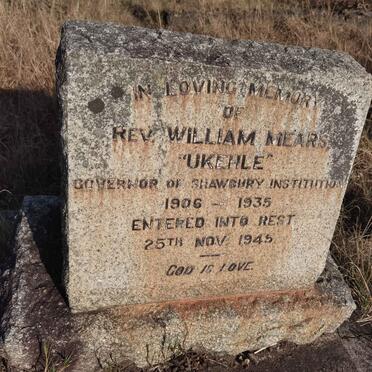 IN LOVING MEMORY
OF
REV. WILLIAM MEARS
"UKEHLE"
GOVERNOR OF SHAWBURY INSTITUTION
1906 - 1935
ENTERED INTO REST
25TH NOV. 1945
GOD IS LOVE.